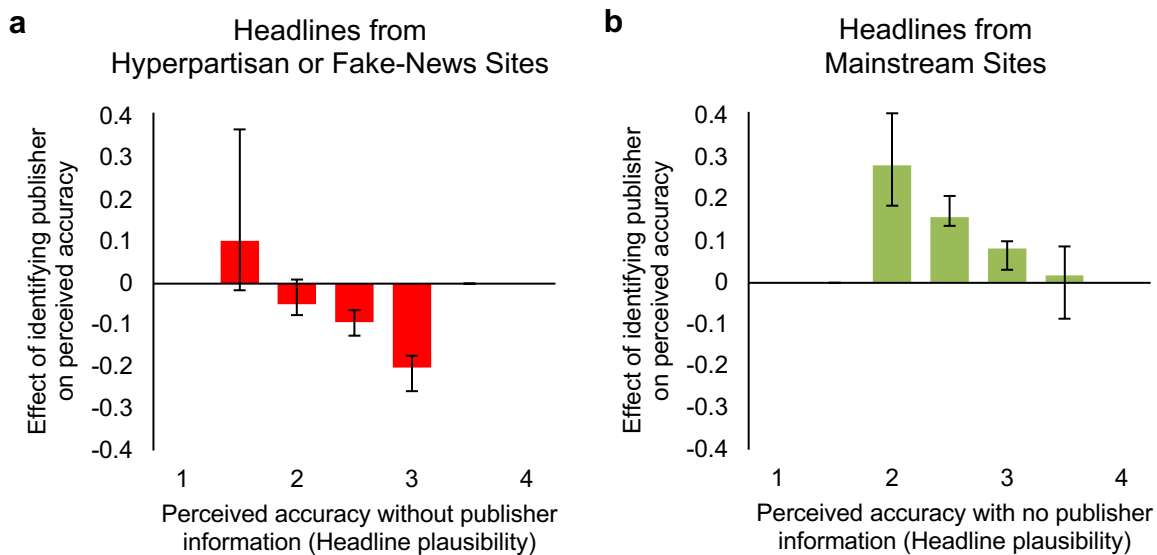 a
Headlines from
Hyperpartisan or Fake-News Sites
Effect of identifying publisher
on perceived accuracy
0.4
0.3
0.2
0.1
0
-0.1
-0.2
-0.3
-0.4
1 2 3 4
Perceived accuracy without publisher
information (Headline plausibility)
b
Headlines from
Mainstream Sites
Effect of identifying publisher
on perceived accuracy
0.4
0.3
0.2
0.1
0
-0.1
-0.2
-0.3
-0.4
1 2 3 4
Perceived accuracy with no publisher
information (Headline plausibility)